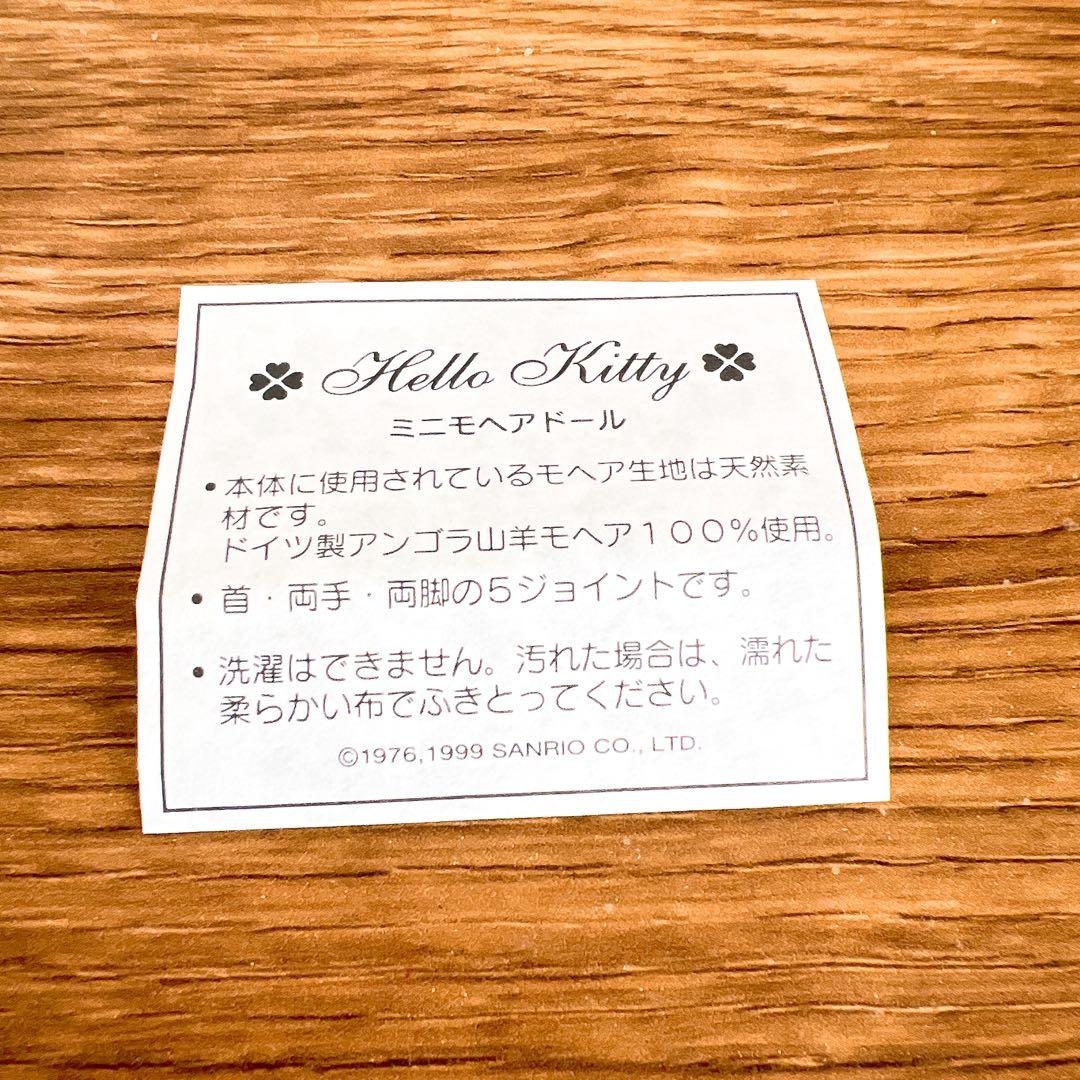 Hello Kitty
ミニモヘアドール
• 本体に使用されているモヘア生地は天然素
材です。
ドイツ製アンゴラ山羊モヘア１００％使用。
• 首・両手・両脚の５ジョイントです。
• 洗濯はできません。汚れた場合は、濡れた
柔らかい布でふきとってください。
©1976,1999 SANRIO CO., LTD.